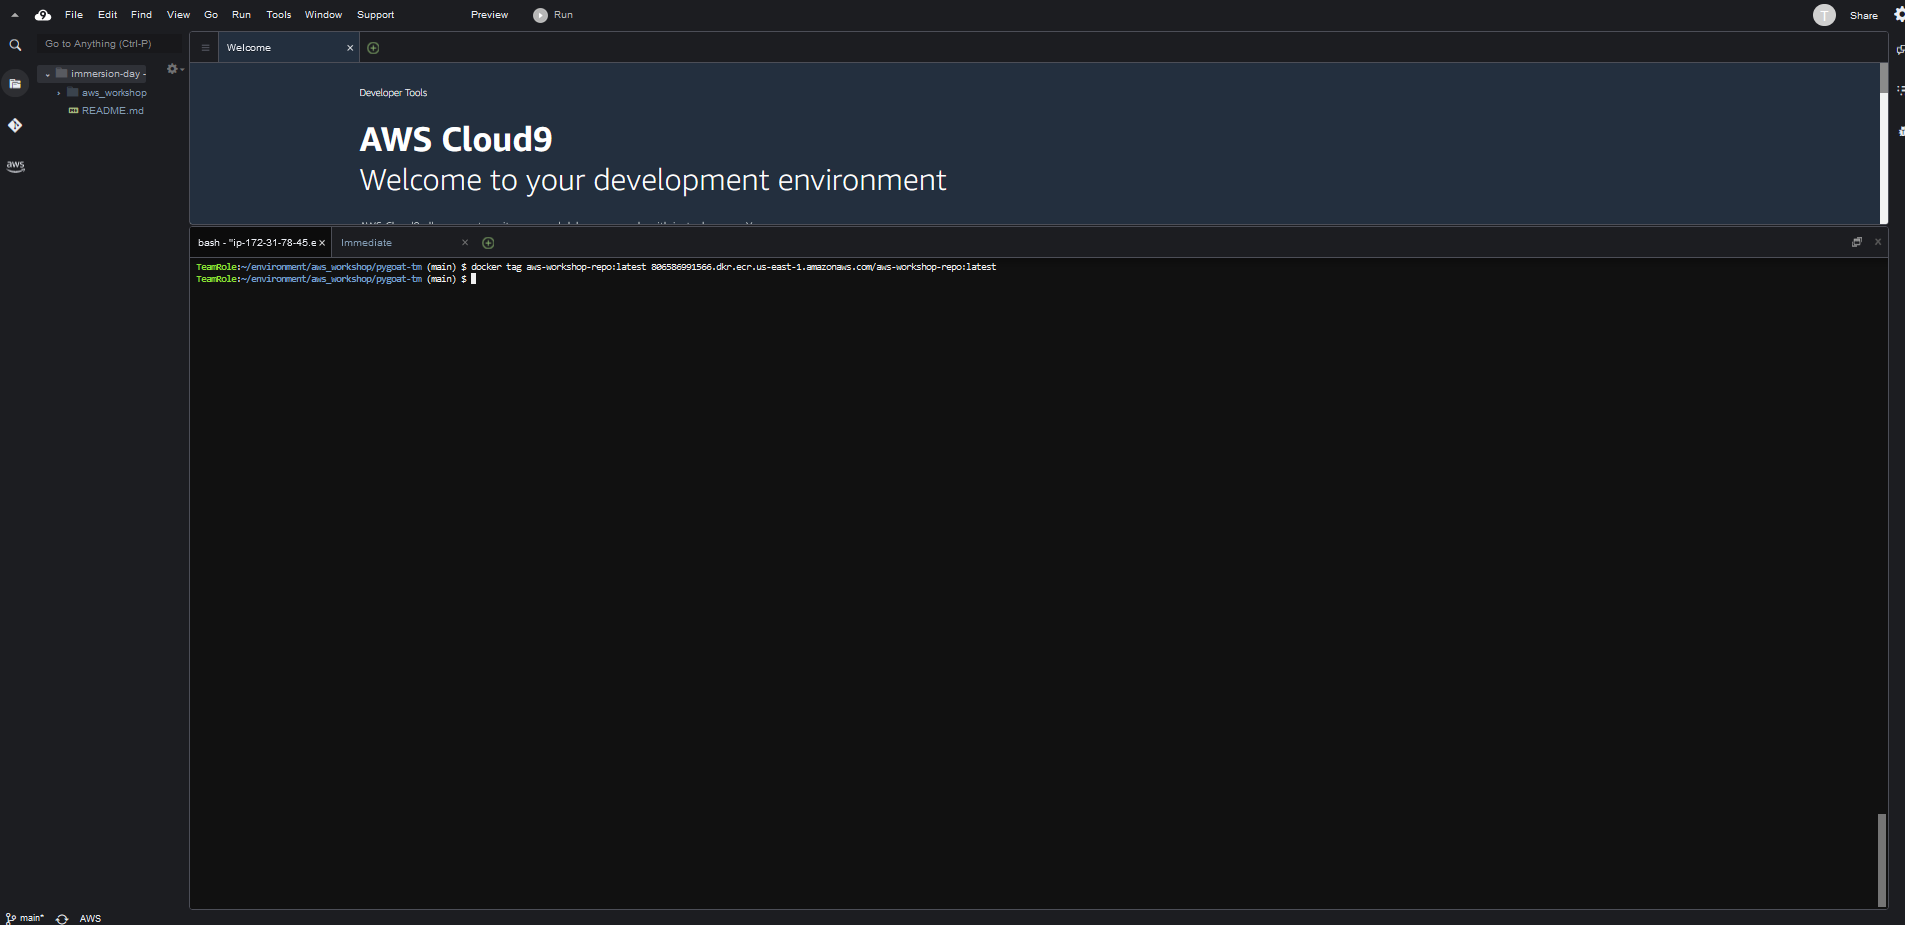 File Edit Find View Go Run Tools Window Support Preview Run T Share
Go to Anything (Ctrl-P)
Welcome
immersion-day -
aws_workshop
README.md
aws
Developer Tools
AWS Cloud9
Welcome to your development environment
bash - "ip-172-31-78-45.e Immediate
TeamRole:~/environment/aws_workshop/pygoat-tm (main) $ docker tag aws-workshop-repo:latest 806586991566.dkr.ecr.us-east-1.amazonaws.com/aws-workshop-repo:latest
TeamRole:~/environment/aws_workshop/pygoat-tm (main) $
main* AWS